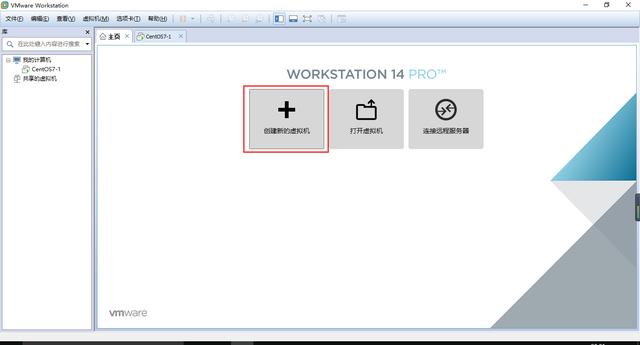 VMware Workstation
文件(F) 编辑(E) 查看(V) 虚拟机(M) 选项卡(T) 帮助(H)
库
在此处键入内容进行搜索
我的计算机
CentOS7-1
共享的虚拟机
主页
CentOS7-1
WORKSTATION 14 PRO™
创建新的虚拟机
打开虚拟机
连接远程服务器
vmware